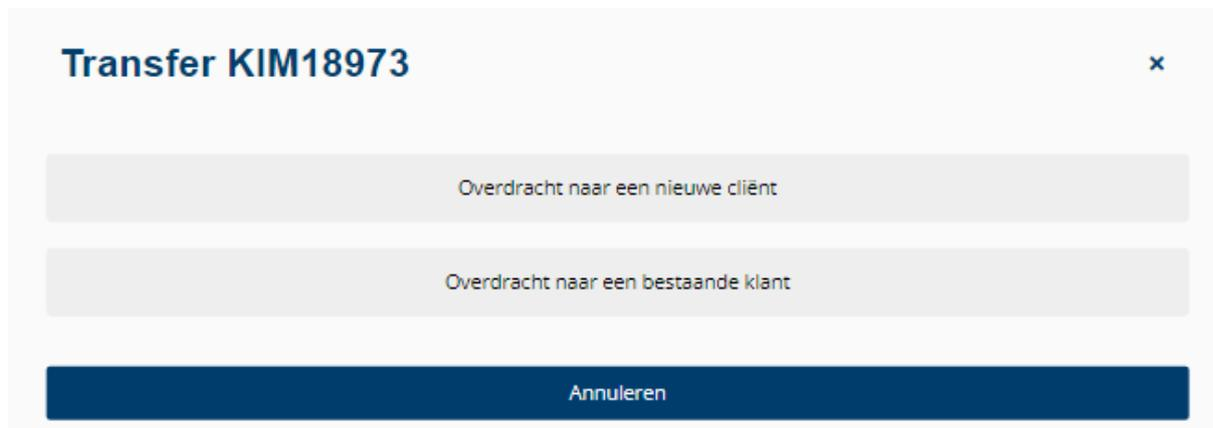 Transfer KIM18973
×
Overdracht naar een nieuwe cliënt
Overdracht naar een bestaande klant
Annuleren